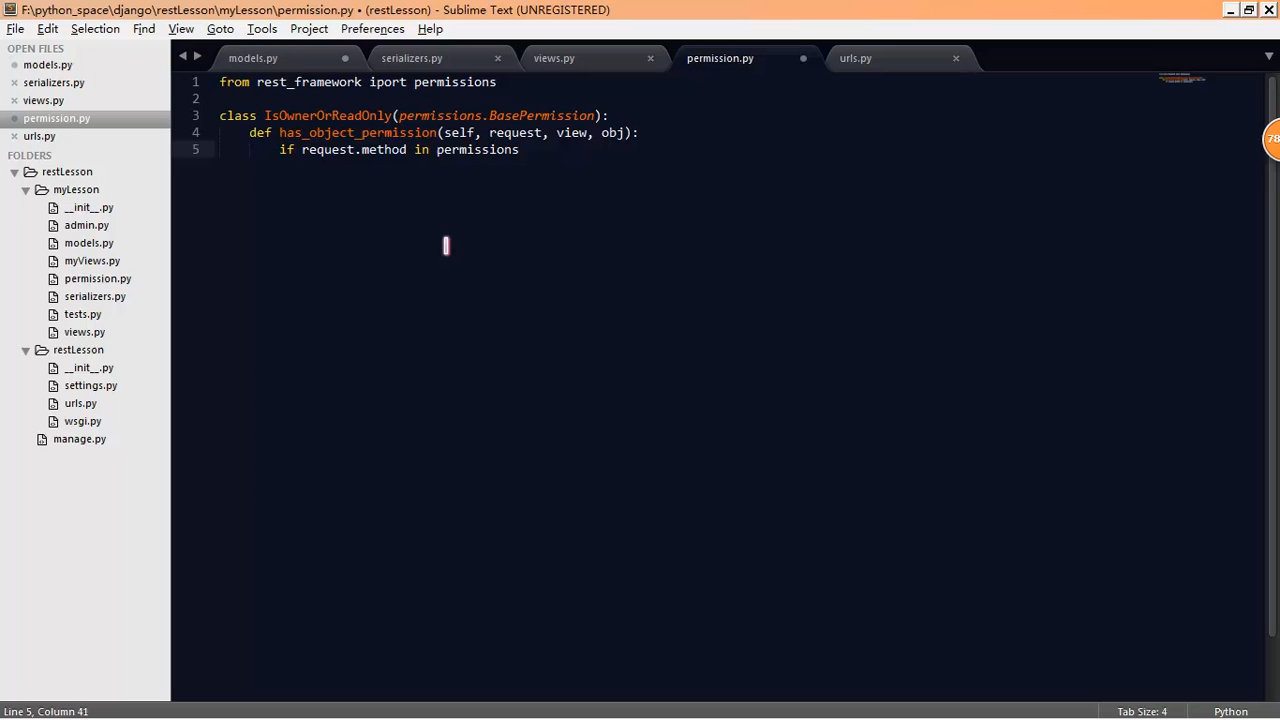 F:\python_space\django\restLesson\myLesson\permission.py • (restLesson) - Sublime Text (UNREGISTERED)
File Edit Selection Find View Goto Tools Project Preferences Help
OPEN FILES
models.py
serializers.py
views.py
permission.py
urls.py
FOLDERS
restLesson
myLesson
__init__.py
admin.py
models.py
myViews.py
permission.py
serializers.py
tests.py
views.py
restLesson
__init__.py
settings.py
urls.py
wsgi.py
manage.py
models.py serializers.py views.py permission.py urls.py
1 from rest_framework iport permissions
2
3 class IsOwnerOrReadOnly(permissions.BasePermission):
4 def has_object_permission(self, request, view, obj):
5 if request.method in permissions
78
Line 5, Column 41 Tab Size: 4 Python